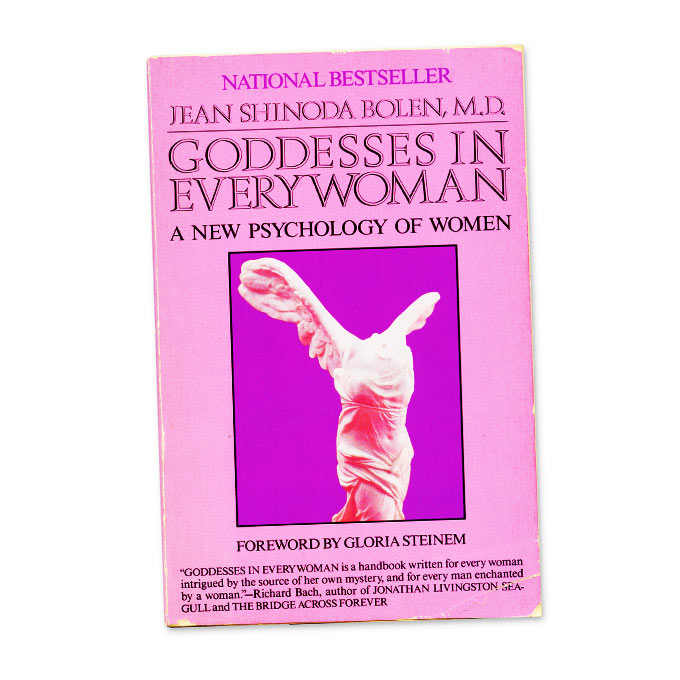 NATIONAL BESTSELLER
JEAN SHINODA BOLEN, M.D.
GODDESSES IN
EVERYWOMAN
A NEW PSYCHOLOGY OF WOMEN
FOREWORD BY GLORIA STEINEM
“GODDESSES IN EVERYWOMAN is a handbook written for every woman
intrigued by the source of her own mystery, and for every man enchanted
by a woman.”—Richard Bach, author of JONATHAN LIVINGSTON SEA-
GULL and THE BRIDGE ACROSS FOREVER